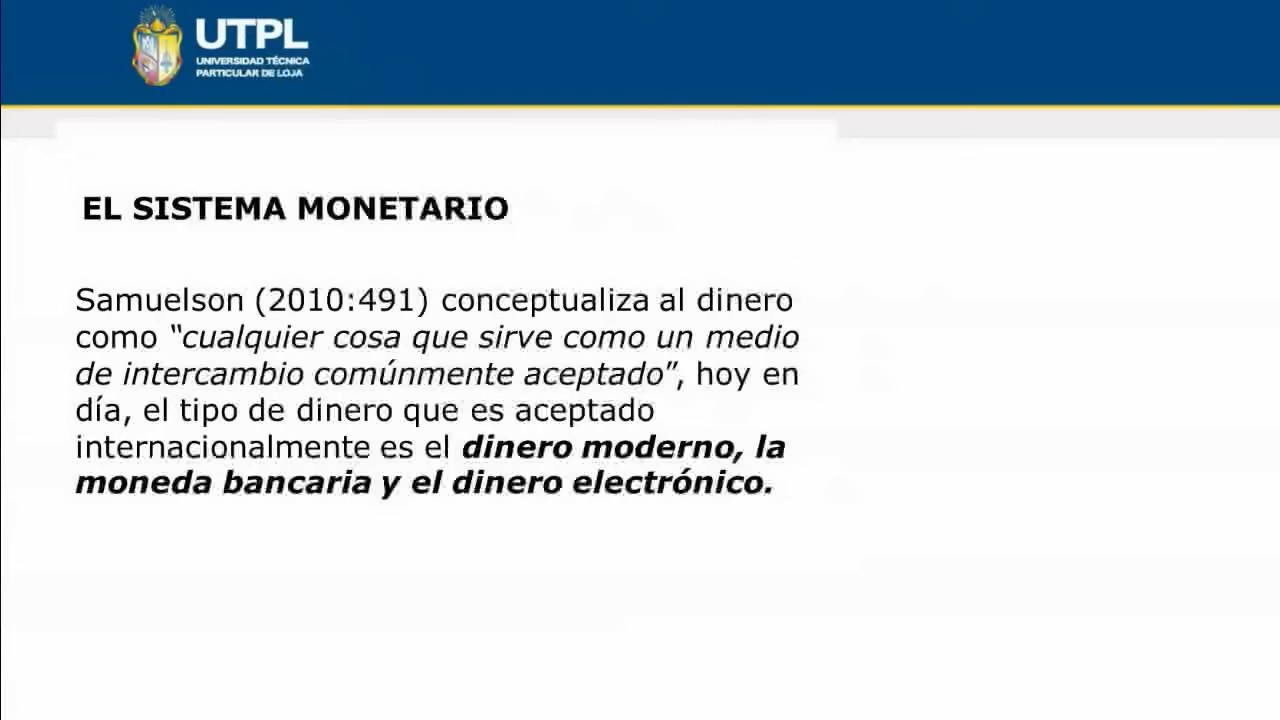 UTPL
UNIVERSIDAD TÉCNICA
PARTICULAR DE LOJA
EL SISTEMA MONETARIO
Samuelson (2010:491) conceptualiza al dinero
como “cualquier cosa que sirve como un medio
de intercambio comúnmente aceptado”, hoy en
día, el tipo de dinero que es aceptado
internacionalmente es el dinero moderno, la
moneda bancaria y el dinero electrónico.